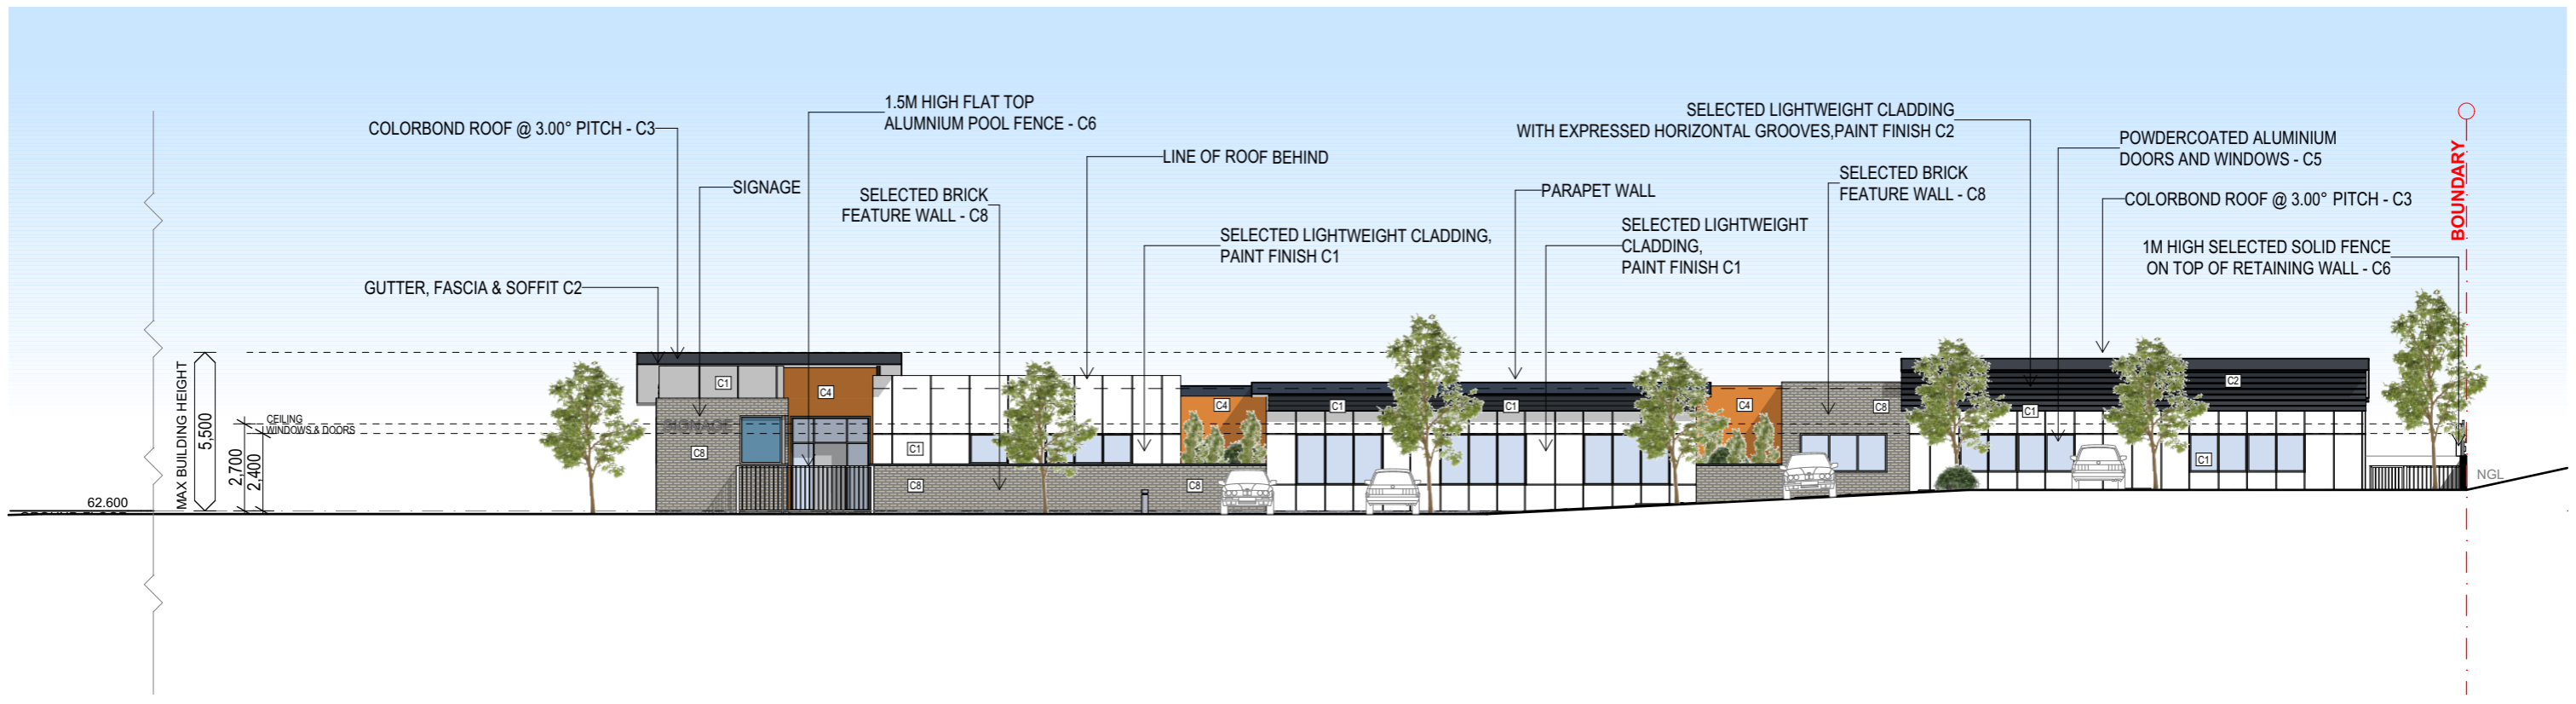 1.5M HIGH FLAT TOP
ALUMNIUM POOL FENCE - C6
COLORBOND ROOF @ 3.00° PITCH - C3
LINE OF ROOF BEHIND
SIGNAGE
SELECTED BRICK
FEATURE WALL - C8
GUTTER, FASCIA & SOFFIT C2
SELECTED LIGHTWEIGHT CLADDING,
PAINT FINISH C1
PARAPET WALL
SELECTED LIGHTWEIGHT
CLADDING,
PAINT FINISH C1
SELECTED LIGHTWEIGHT CLADDING
WITH EXPRESSED HORIZONTAL GROOVES,PAINT FINISH C2
SELECTED BRICK
FEATURE WALL - C8
POWDERCOATED ALUMINIUM
DOORS AND WINDOWS - C5
COLORBOND ROOF @ 3.00° PITCH - C3
1M HIGH SELECTED SOLID FENCE
ON TOP OF RETAINING WALL - C6
BOUNDARY
MAX BUILDING HEIGHT
5,500
2,700
2,400
CEILING
WINDOWS & DOORS
62.600
SIGNAGE
C1
C4
C8
C1
C8
C4
C8
C1
C1
C4
C8
C1
C2
C1
NGL